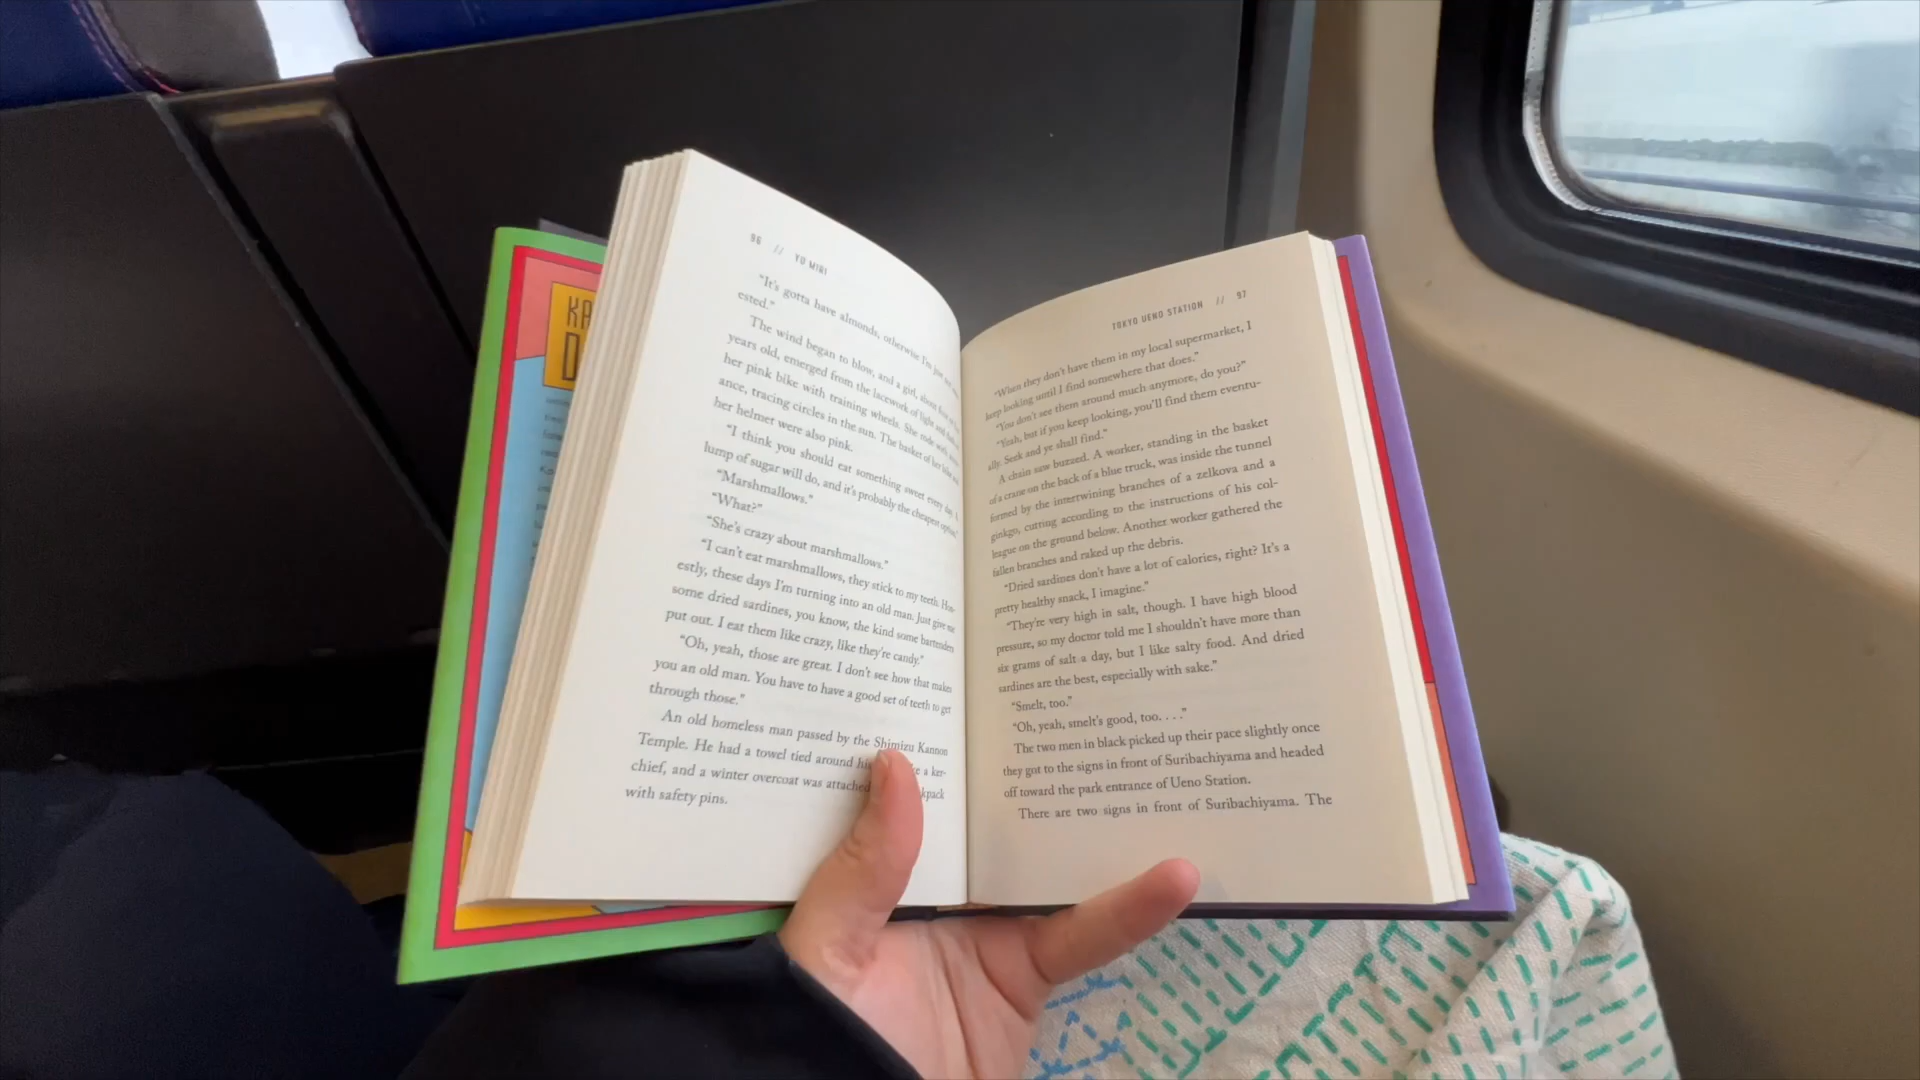 KA
D
96 // YU MIRI
"It's gotta have almonds, otherwise I'm just not
ested."
The wind began to blow, and a girl, about
years old, emerged from the lacework of light and
her pink bike with training wheels. She rode with
ance, tracing circles in the sun. The basket of her bike and
her helmet were also pink.
"I think you should eat something sweet every day. A
lump of sugar will do, and it's probably the cheapest option."
"Marshmallows."
"What?"
"She's crazy about marshmallows."
"I can't eat marshmallows, they stick to my teeth. Hon-
estly, these days I'm turning into an old man. Just give me
some dried sardines, you know, the kind some bartenders
put out. I eat them like crazy, like they're candy."
"Oh, yeah, those are great. I don't see how that makes
you an old man. You have to have a good set of teeth to get
through those."
An old homeless man passed by the Shimizu Kannon
Temple. He had a towel tied around a ker-
chief, and a winter overcoat was attached
with safety pins.
TOKYO UENO STATION // 97
"When they don't have them in my local supermarket, I
keep looking until I find somewhere that does."
"You don't see them around much anymore, do you?"
"Yeah, but if you keep looking, you'll find them eventu-
ally. Seek and ye shall find."
A chain saw buzzed. A worker, standing in the basket
of a crane on the back of a blue truck, was inside the tunnel
formed by the intertwining branches of a zelkova and a
ginkgo, cutting according to the instructions of his col-
league on the ground below. Another worker gathered the
fallen branches and raked up the debris.
"Dried sardines don't have a lot of calories, right? It's a
pretty healthy snack, I imagine."
"They're very high in salt, though. I have high blood
pressure, so my doctor told me I shouldn't have more than
six grams of salt a day, but I like salty food. And dried
sardines are the best, especially with sake."
"Smelt, too."
"Oh, yeah, smelt's good, too. . . ."
The two men in black picked up their pace slightly once
they got to the signs in front of Suribachiyama and headed
off toward the park entrance of Ueno Station.
There are two signs in front of Suribachiyama. The